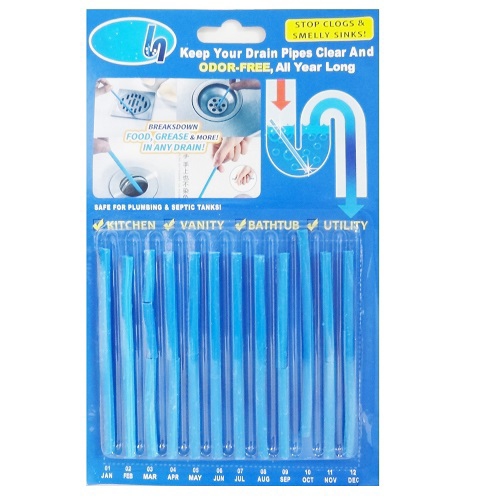 STOP CLOGS &
SMELLY SINKS!
Keep Your Drain Pipes Clear And
ODOR-FREE, All Year Long
BREAKSDOWN
FOOD, GREASE & MORE!
IN ANY DRAIN!
SAFE FOR PLUMBING & SEPTIC TANKS!
KITCHEN VANITY BATHTUB UTILITY
01 02 03 04 05 06 07 08 09 10 11 12
JAN FEB MAR APR MAY JUN JUL AUG SEP OCT NOV DEC